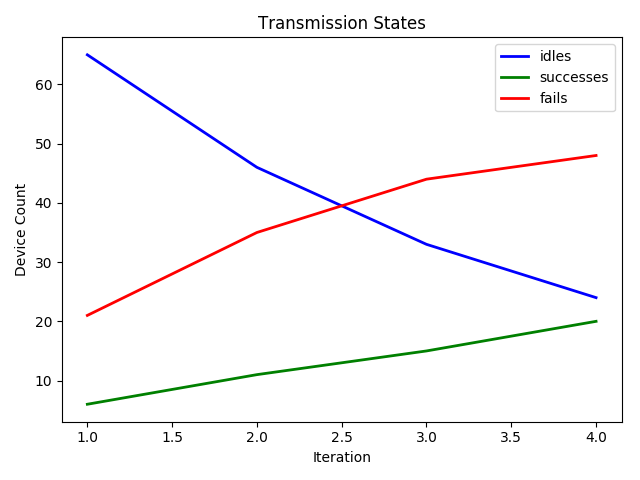 Transmission States
idles
successes
fails
Device Count
60
50
40
30
20
10
1.0 1.5 2.0 2.5 3.0 3.5 4.0
Iteration